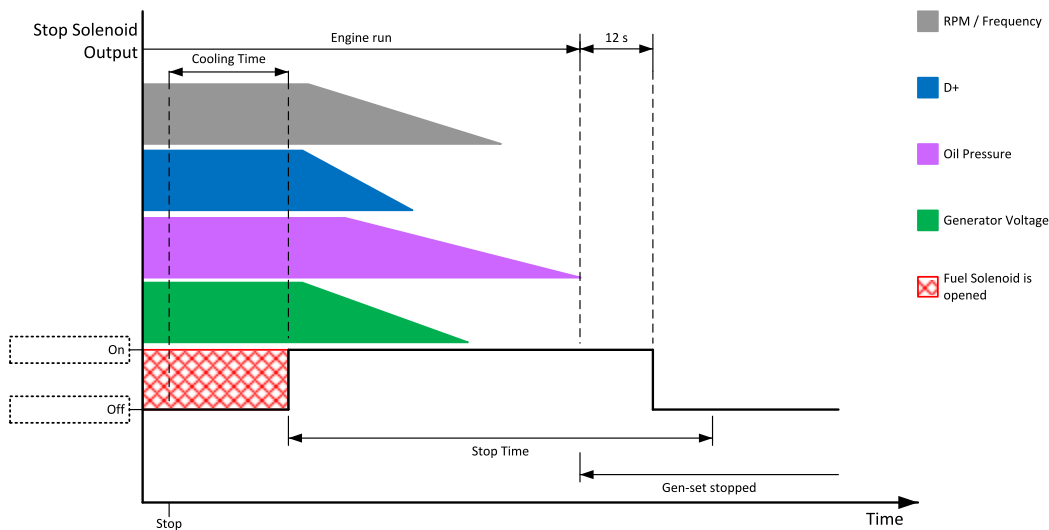 Stop Solenoid
Output
Engine run
12 s
Cooling Time
RPM / Frequency
D+
Oil Pressure
Generator Voltage
Fuel Solenoid is
opened
On
Off
Stop Time
Gen-set stopped
Stop
Time